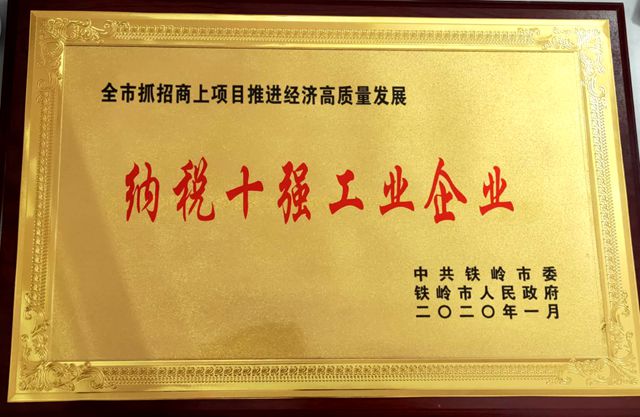 全市抓招商上项目推进经济高质量发展
纳税十强工业企业
中共铁岭市委
铁岭市人民政府
二〇二〇年一月